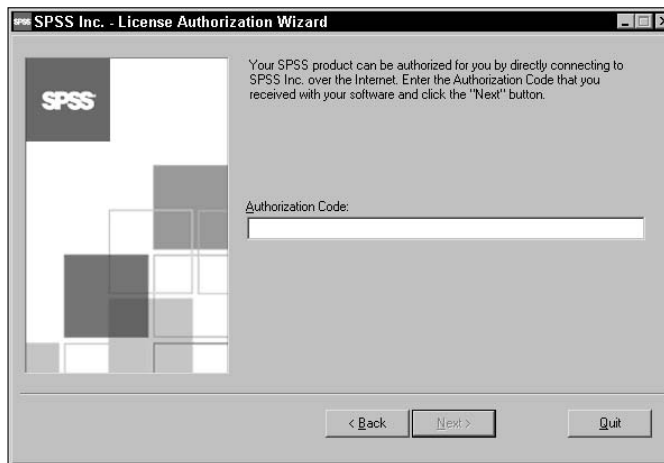 SPSS SPSS Inc. - License Authorization Wizard
SPSS
Your SPSS product can be authorized for you by directly connecting to
SPSS Inc. over the Internet. Enter the Authorization Code that you
received with your software and click the "Next" button.
Authorization Code:
< Back Next > Quit